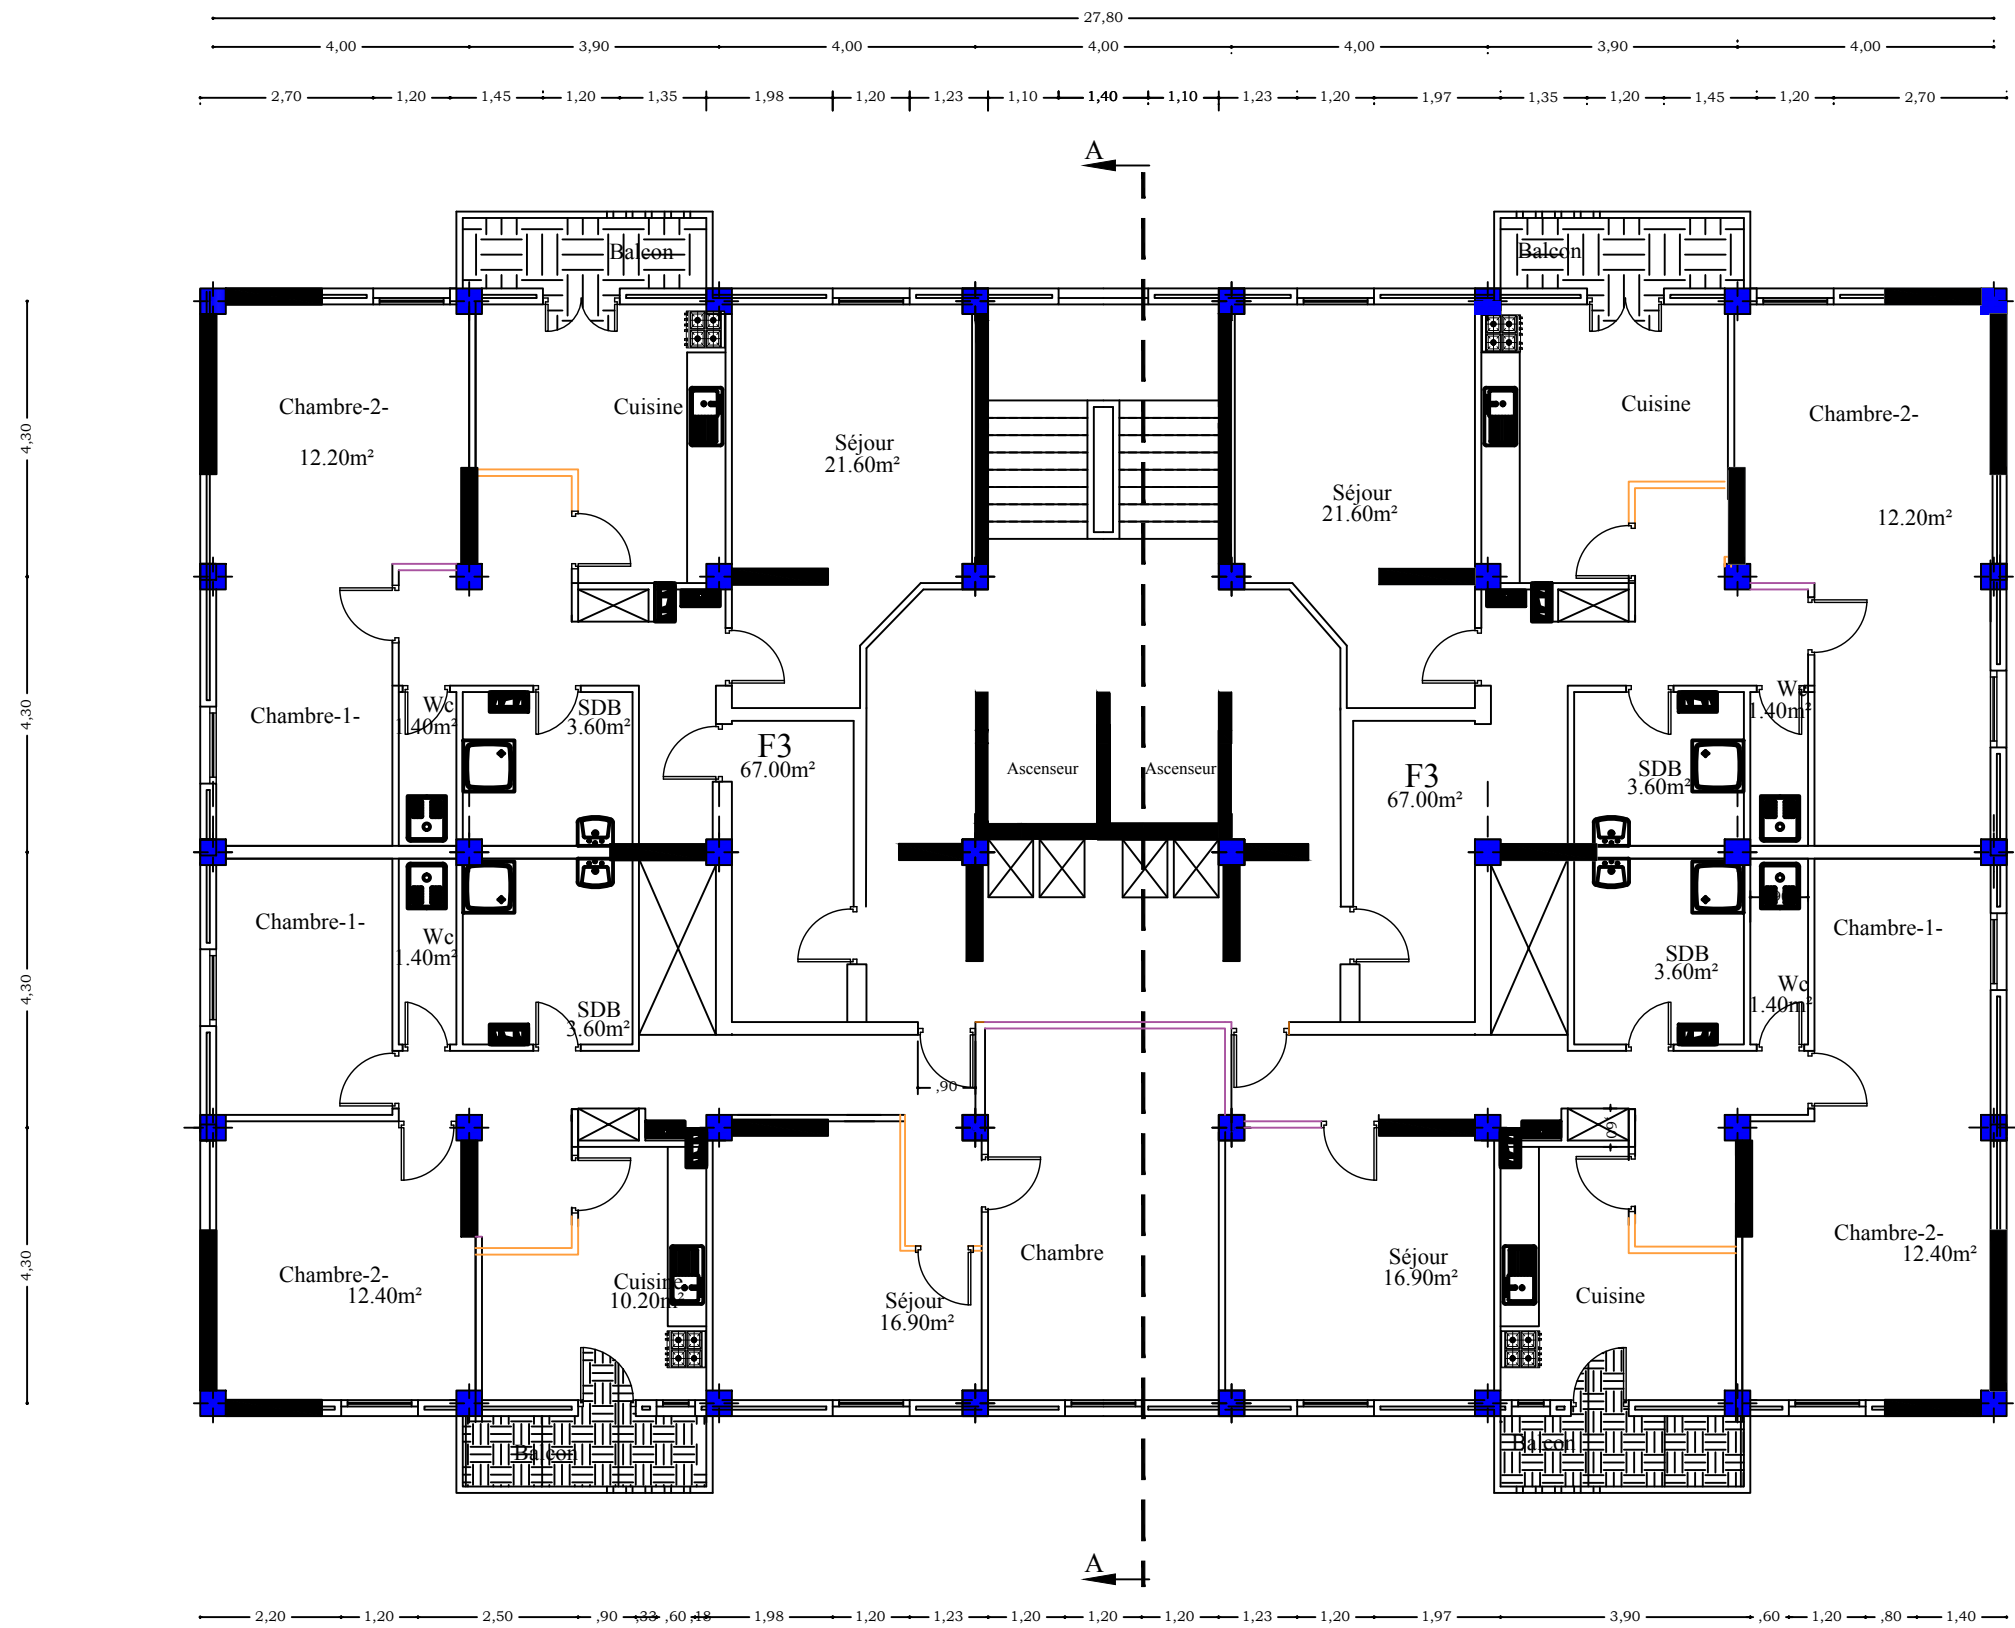 27,80
4,00 3,90 4,00 4,00 4,00 3,90 4,00
2,70 1,20 1,45 1,20 1,35 1,98 1,20 1,23 1,10 1,40 1,10 1,23 1,20 1,97 1,35 1,20 1,45 1,20 2,70
A
Balcon Balcon
Chambre-2- Cuisine Cuisine Chambre-2-
4,30
Séjour
12.20m² 21.60m²
Séjour
21.60m² 12.20m²
Chambre-1- Wc SDB Wc
1.40m² 3.60m² 1.40m²
4,30
F3
67.00m² Ascenseur Ascenseur F3 SDB
67.00m² 3.60m²
Chambre-1- Wc Chambre-1-
1.40m² SDB
3.60m²
4,30
Wc
1.40m²
SDB
3.60m²
,90
,60
Chambre-2-
12.40m²
Chambre Séjour
16.90m²
4,30
Chambre-2- Cuisine
12.40m² 10.20m² Cuisine
Séjour
16.90m²
Balcon Balcon
A
2,20 1,20 2,50 ,90 ,33 ,60 ,18 1,98 1,20 1,23 1,20 1,20 1,20 1,23 1,20 1,97 3,90 ,60 1,20 ,80 1,40